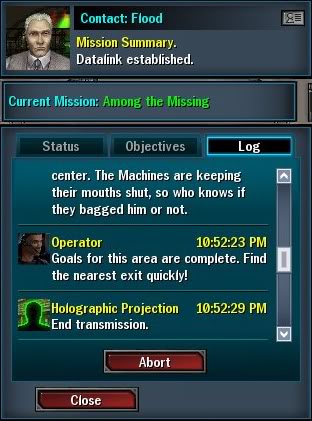 Contact: Flood
Mission Summary.
Datalink established.
Current Mission: Among the Missing
Status Objectives Log
center. The Machines are keeping
their mouths shut, so who knows if
they bagged him or not.
Operator 10:52:23 PM
Goals for this area are complete. Find
the nearest exit quickly!
Holographic Projection 10:52:29 PM
End transmission.
Abort
Close